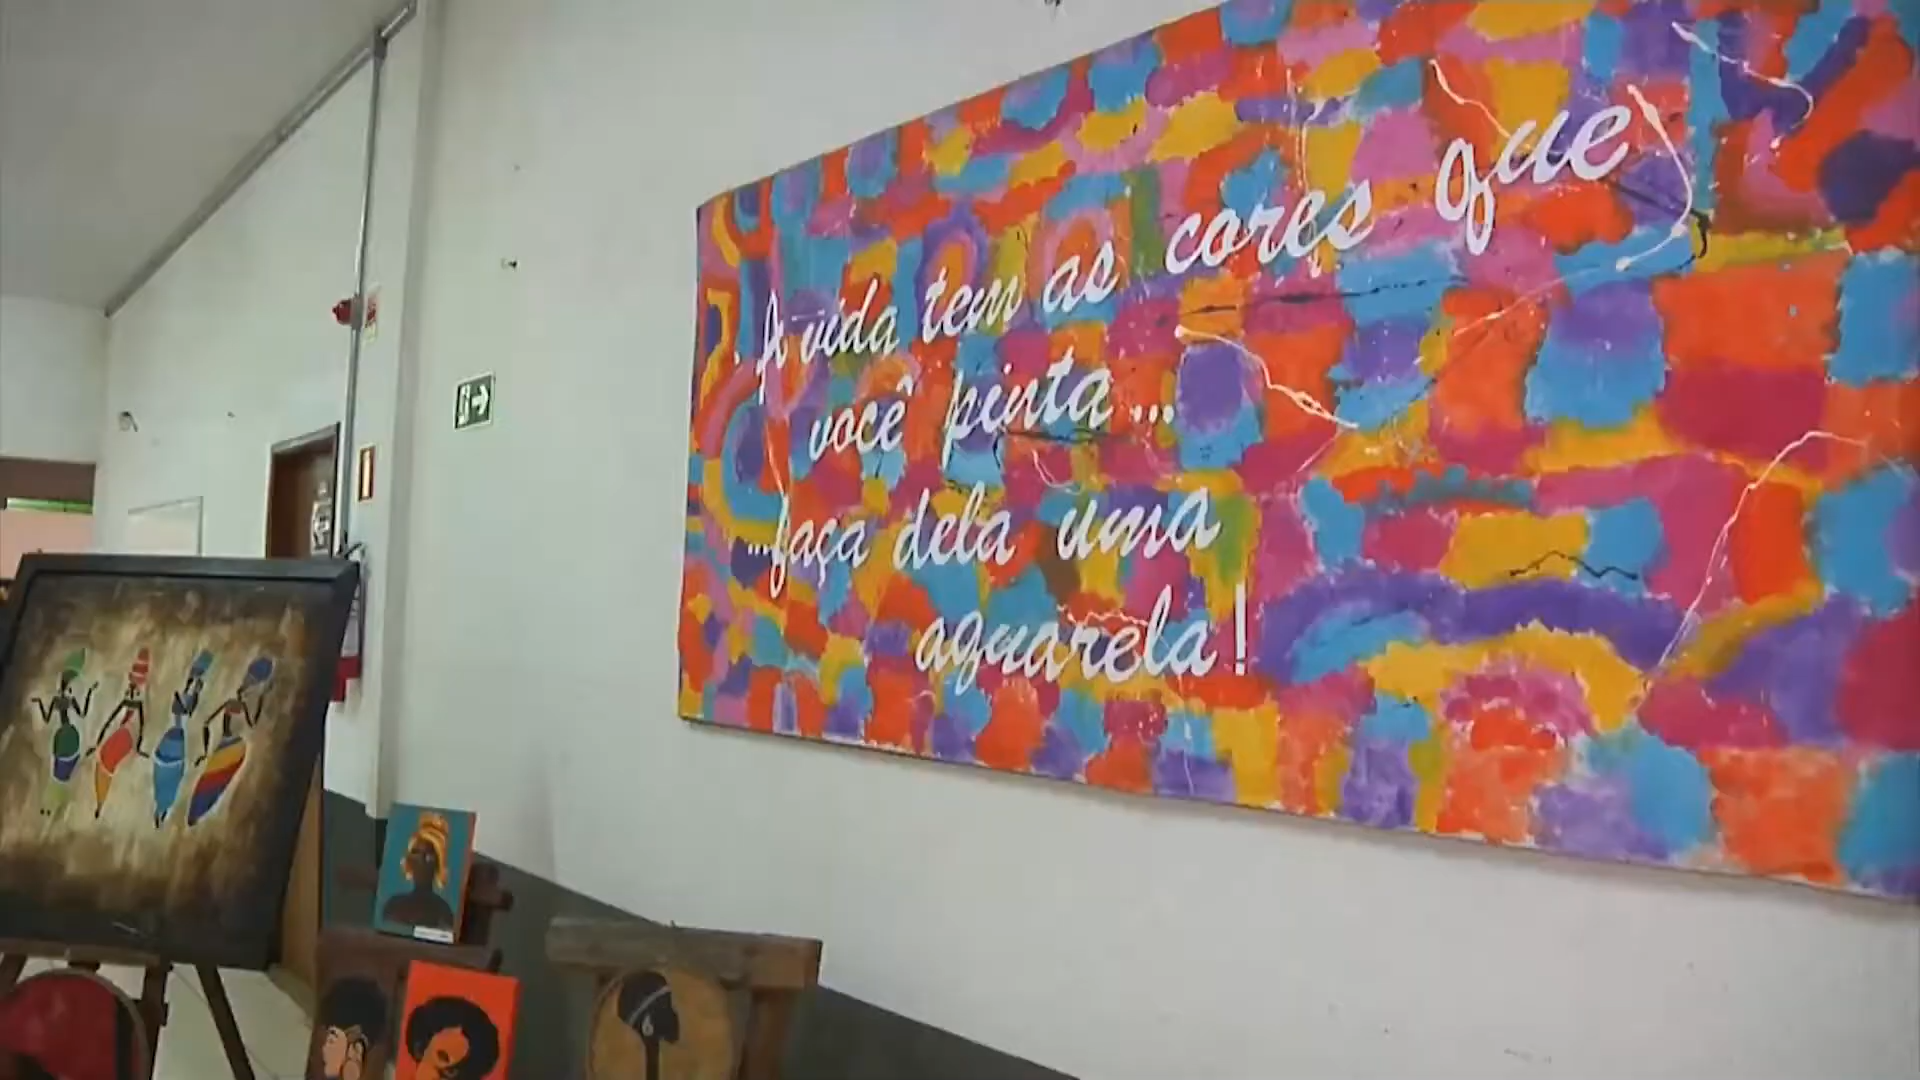 A vida tem as cores que
você pinta...
...faça dela uma
aquarela!